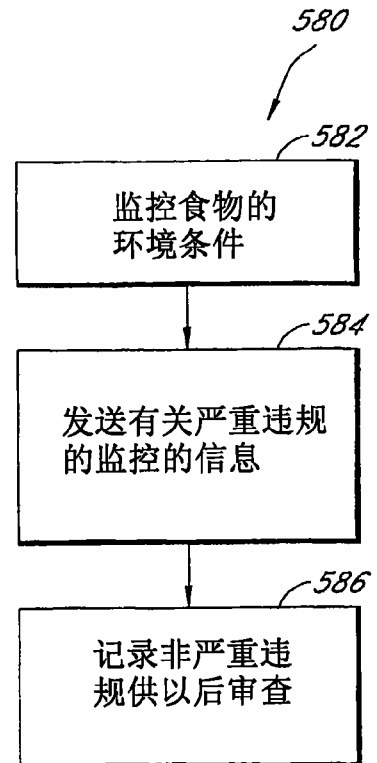 580
582
监控食物的
环境条件
584
发送有关严重违规
的监控的信息
586
记录非严重违
规供以后审查